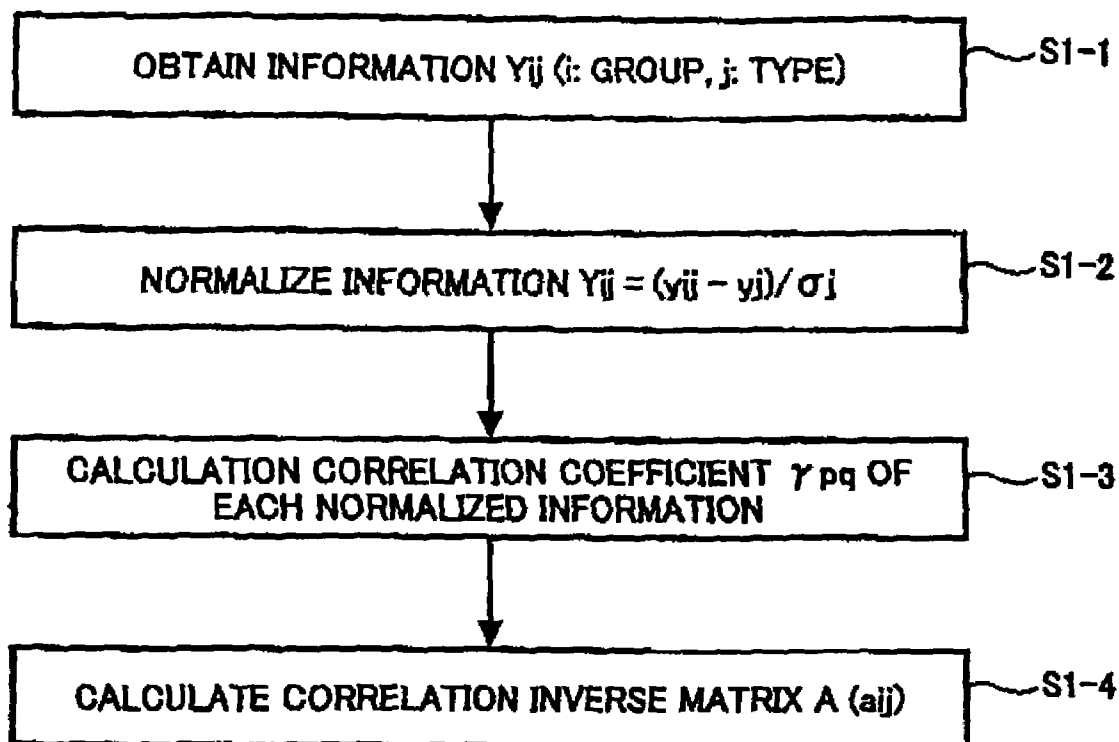 OBTAIN INFORMATION Yij (i: GROUP, j: TYPE)
S1-1
NORMALIZE INFORMATION Yij = (yij − yj)/σj
S1-2
CALCULATION CORRELATION COEFFICIENT γpq OF
EACH NORMALIZED INFORMATION
S1-3
CALCULATE CORRELATION INVERSE MATRIX A (aij)
S1-4